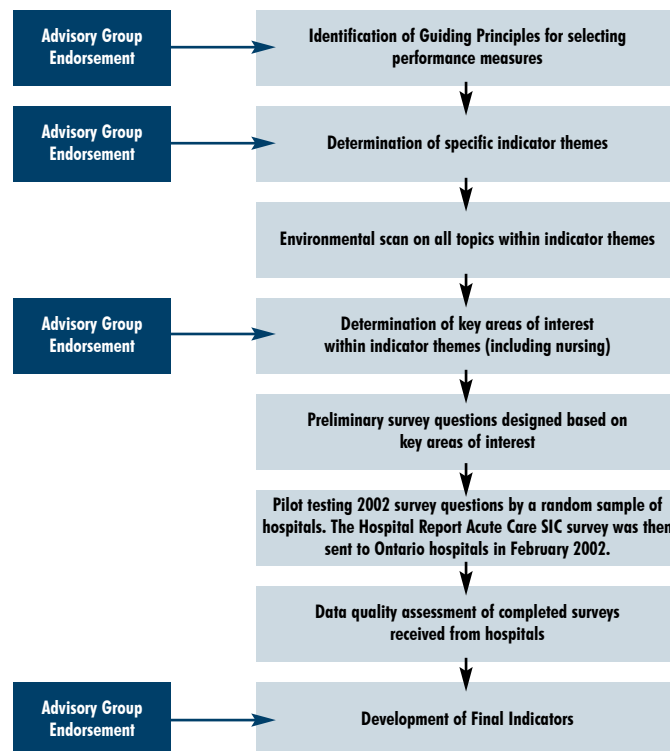 Advisory Group
Endorsement
Identification of Guiding Principles for selecting
performance measures
Advisory Group
Endorsement
Determination of specific indicator themes
Environmental scan on all topics within indicator themes
Advisory Group
Endorsement
Determination of key areas of interest
within indicator themes (including nursing)
Preliminary survey questions designed based on
key areas of interest
Pilot testing 2002 survey questions by a random sample of
hospitals. The Hospital Report Acute Care SIC survey was then
sent to Ontario hospitals in February 2002.
Data quality assessment of completed surveys
received from hospitals
Advisory Group
Endorsement
Development of Final Indicators